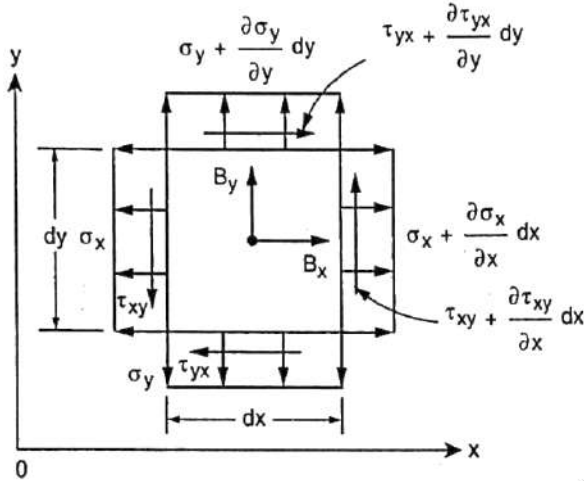 y
σy + ∂σy/∂y dy
τyx + ∂τyx/∂y dy
By
Bx
dy
σx
τxy
σx + ∂σx/∂x dx
τxy + ∂τxy/∂x dx
σy
τyx
dx
0
x